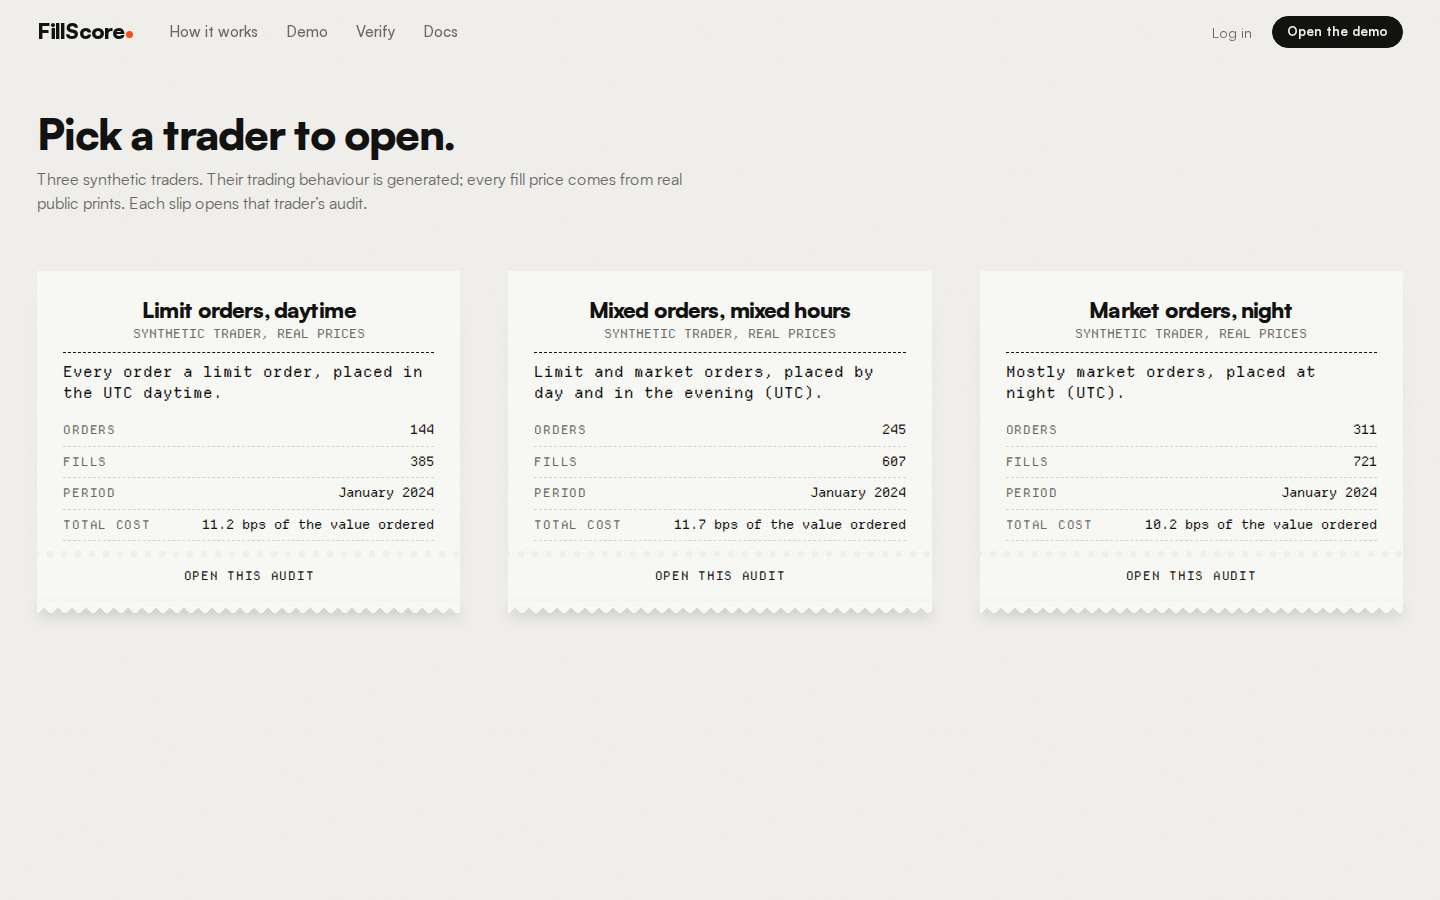 FillScore.
How it works
Demo
Verify
Docs
Log in
Open the demo
Pick a trader to open.
Three synthetic traders. Their trading behaviour is generated; every fill price comes from real
public prints. Each slip opens that trader's audit.
Limit orders, daytime
SYNTHETIC TRADER, REAL PRICES
Every order a limit order, placed in
the UTC daytime.
ORDERS 144
FILLS 385
PERIOD January 2024
TOTAL COST 11.2 bps of the value ordered
OPEN THIS AUDIT
Mixed orders, mixed hours
SYNTHETIC TRADER, REAL PRICES
Limit and market orders, placed by
day and in the evening (UTC).
ORDERS 245
FILLS 607
PERIOD January 2024
TOTAL COST 11.7 bps of the value ordered
OPEN THIS AUDIT
Market orders, night
SYNTHETIC TRADER, REAL PRICES
Mostly market orders, placed at
night (UTC).
ORDERS 311
FILLS 721
PERIOD January 2024
TOTAL COST 10.2 bps of the value ordered
OPEN THIS AUDIT